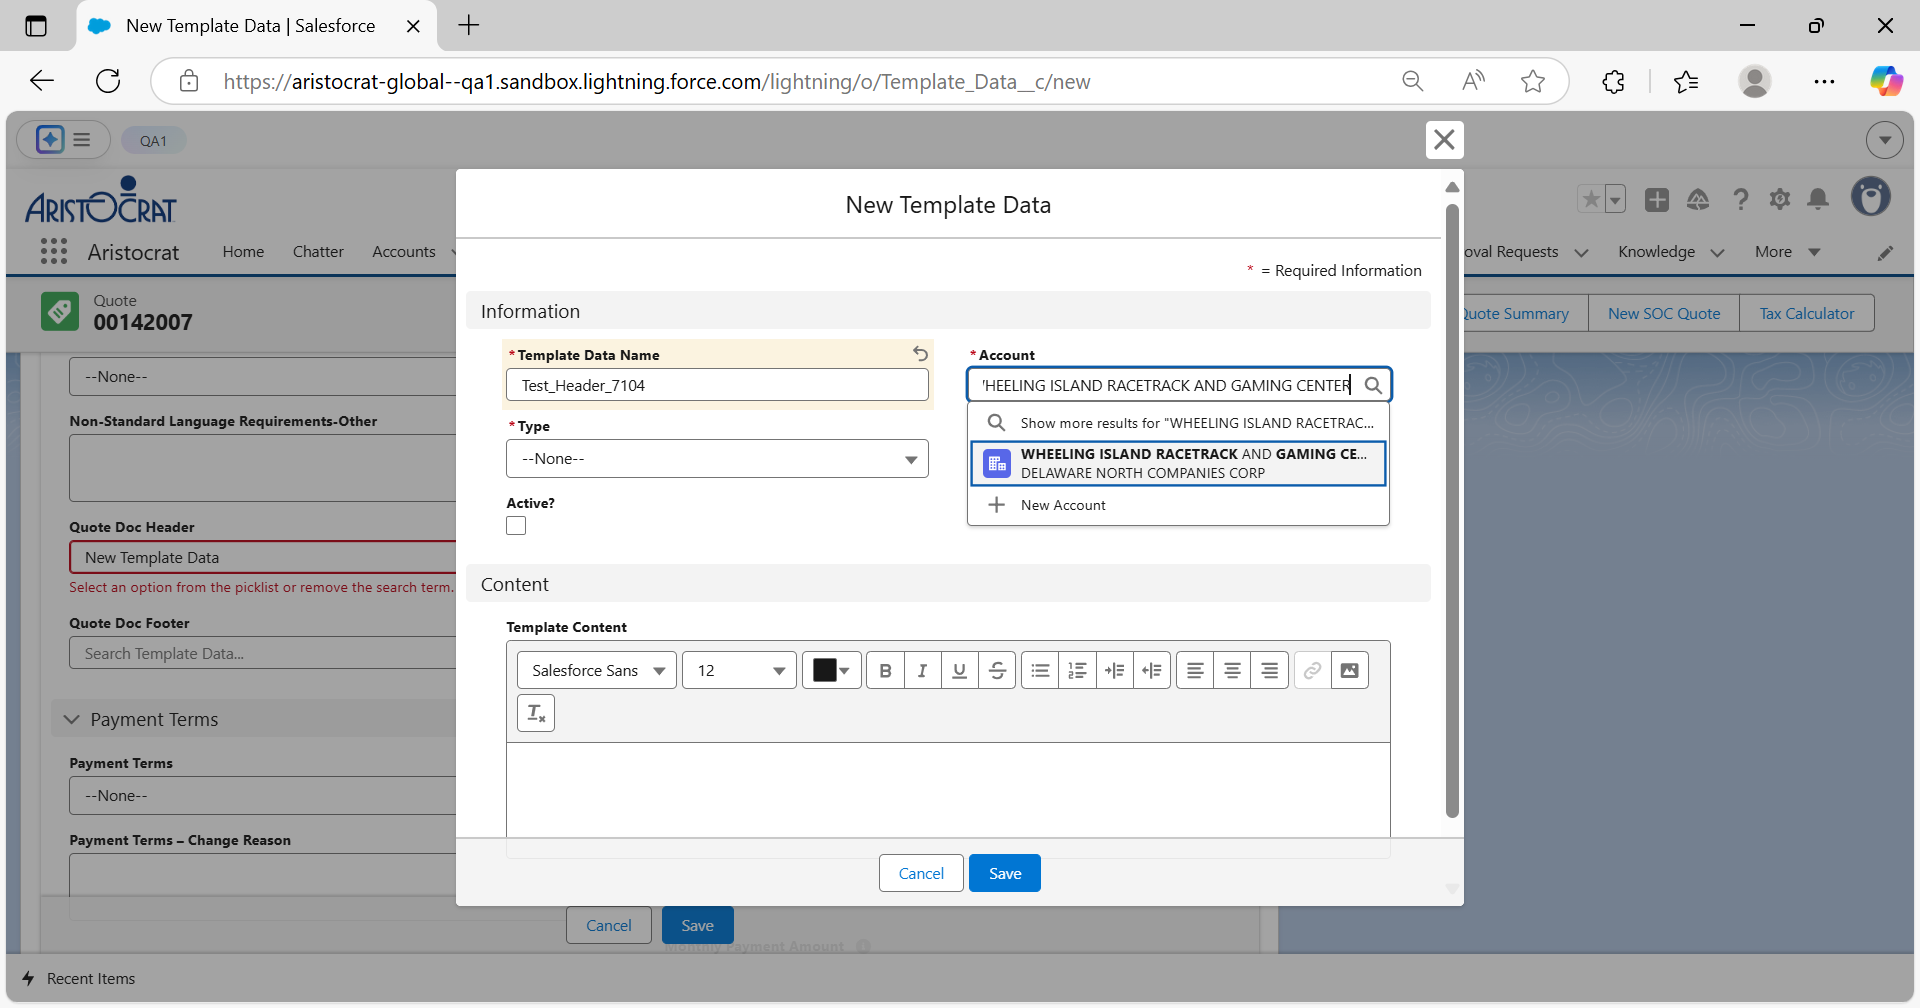 New Template Data | Salesforce
https://aristocrat-global--qa1.sandbox.lightning.force.com/lightning/o/Template_Data__c/new
QA1
ARISTOCRAT
Aristocrat
Home
Chatter
Accounts
oval Requests
Knowledge
More
Quote
00142007
Quote Summary
New SOC Quote
Tax Calculator
--None--
Non-Standard Language Requirements-Other
Quote Doc Header
New Template Data
Select an option from the picklist or remove the search term.
Quote Doc Footer
Search Template Data...
Payment Terms
Payment Terms
--None--
Payment Terms – Change Reason
Cancel
Save
Monthly Payment Amount
Recent Items
New Template Data
* = Required Information
Information
*Template Data Name
Test_Header_7104
*Account
HEELING ISLAND RACETRACK AND GAMING CENTER
Show more results for "WHEELING ISLAND RACETRAC...
WHEELING ISLAND RACETRACK AND GAMING CE...
DELAWARE NORTH COMPANIES CORP
New Account
*Type
--None--
Active?
Content
Template Content
Salesforce Sans
12
B I U S
Cancel
Save